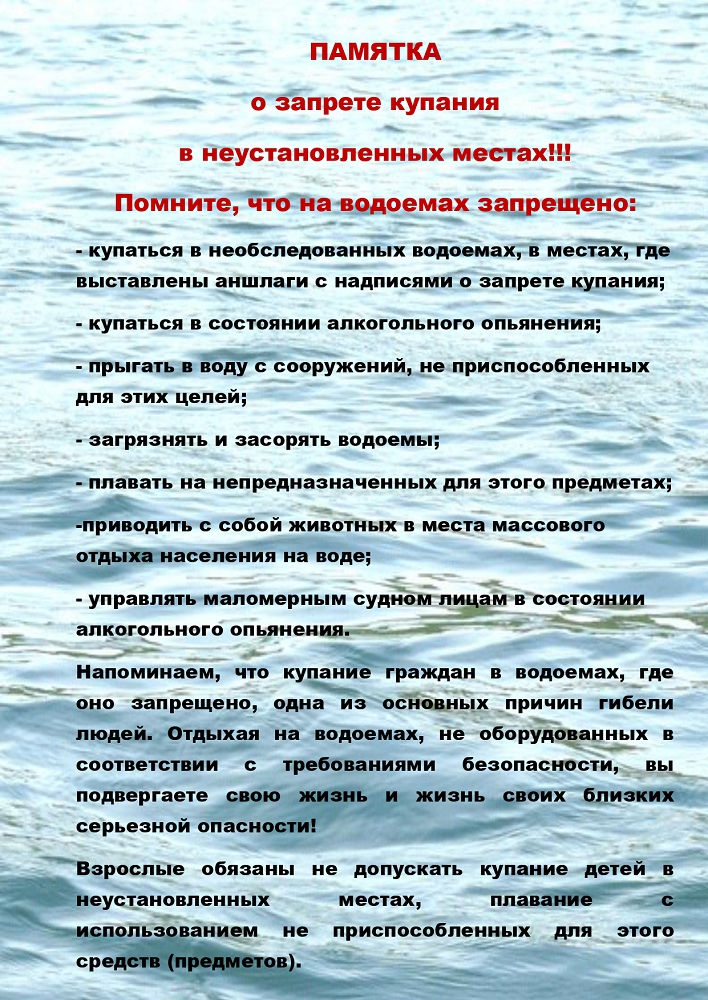 ПАМЯТКА
о запрете купания
в неустановленных местах!!!
Помните, что на водоемах запрещено:
- купаться в необследованных водоемах, в местах, где
выставлены аншлаги с надписями о запрете купания;
- купаться в состоянии алкогольного опьянения;
- прыгать в воду с сооружений, не приспособленных
для этих целей;
- загрязнять и засорять водоемы;
- плавать на непредназначенных для этого предметах;
-приводить с собой животных в места массового
отдыха населения на воде;
- управлять маломерным судном лицам в состоянии
алкогольного опьянения.
Напоминаем, что купание граждан в водоемах, где
оно запрещено, одна из основных причин гибели
людей. Отдыхая на водоемах, не оборудованных в
соответствии с требованиями безопасности, вы
подвергаете свою жизнь и жизнь своих близких
серьезной опасности!
Взрослые обязаны не допускать купание детей в
неустановленных местах, плавание с
использованием не приспособленных для этого
средств (предметов).